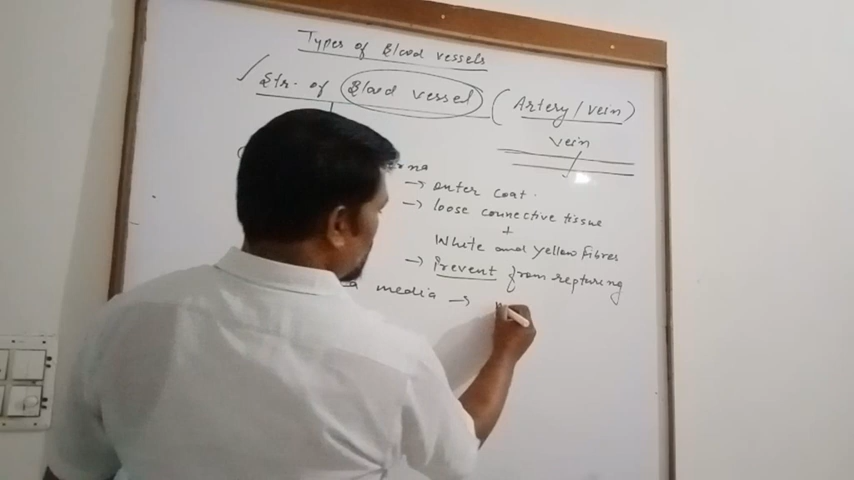 Types of Blood vessels
Str. of Blood vessel (Artery/vein)
vein
→ outer coat.
→ loose connective tissue
+
White and yellow Fibres
→ Prevent from repturing
media →